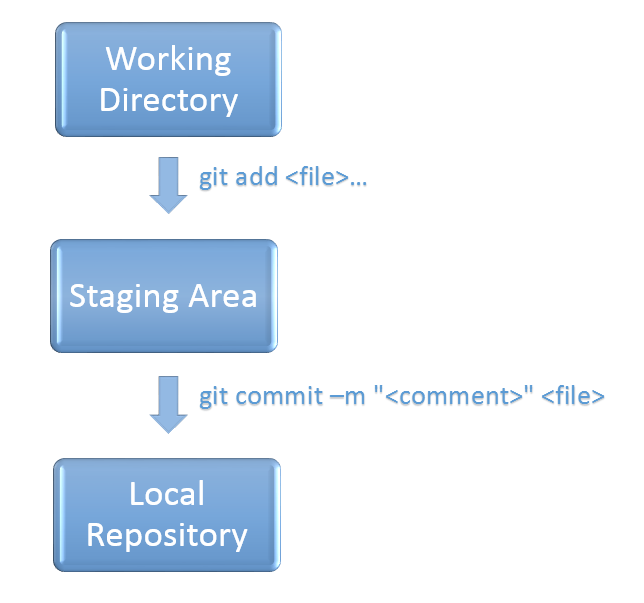 Working
Directory
git add <file>…
Staging Area
git commit –m "<comment>" <file>
Local
Repository